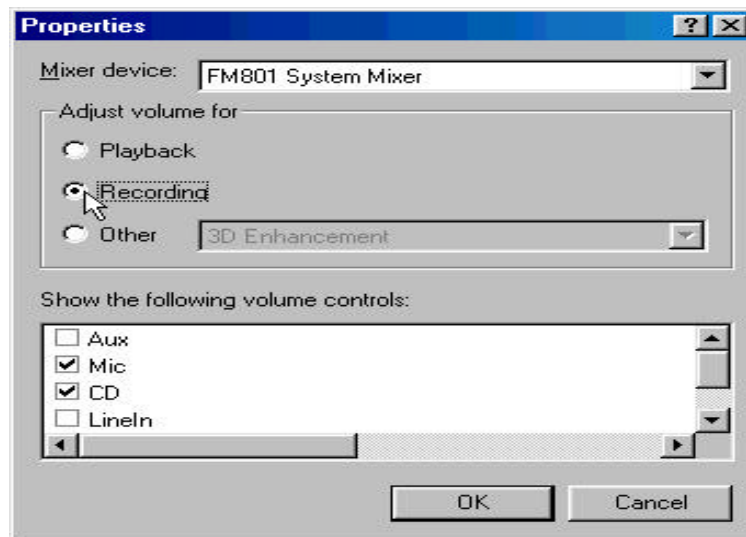 Properties
Mixer device: FM801 System Mixer
Adjust volume for
Playback
Recording
Other 3D Enhancement
Show the following volume controls:
Aux
Mic
CD
LineIn
OK Cancel